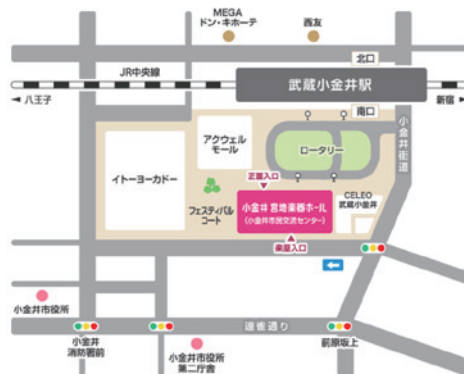 MEGA
ドン・キホーテ
西友
北口
JR中央線
武蔵小金井駅
八王子
新宿
南口
小金井街道
アクウェル
モール
ロータリー
イトーヨーカドー
正面入口
フェスティバル
コート
小金井 宮地楽器ホール
(小金井市民交流センター)
CELEO
武蔵小金井
楽屋入口
小金井市役所
連雀通り
小金井
消防署前
前原坂上
小金井市役所
第二庁舎